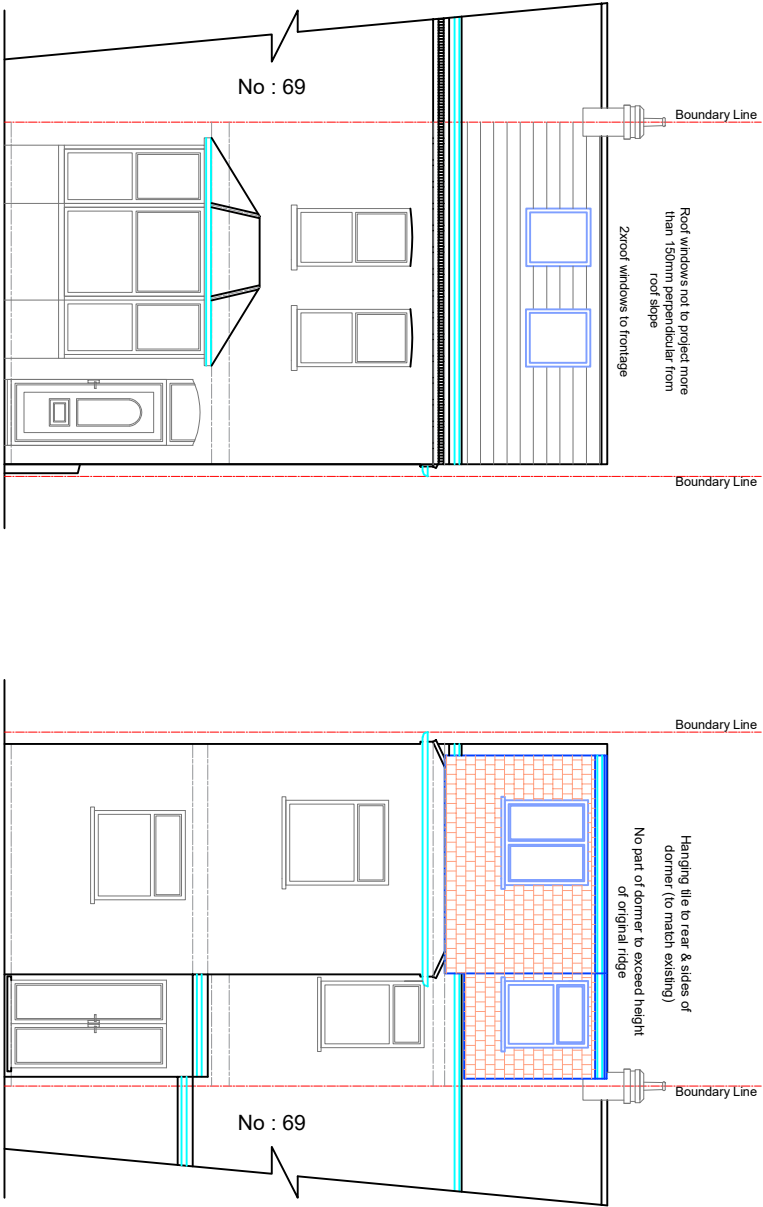 No : 69
Boundary Line
Roof windows not to project more
than 150mm perpendicular from
roof slope
2xroof windows to frontage
Boundary Line
Boundary Line
Hanging tile to rear & sides of
dormer (to match existing)
No part of dormer to exceed height
of original ridge
Boundary Line
No : 69